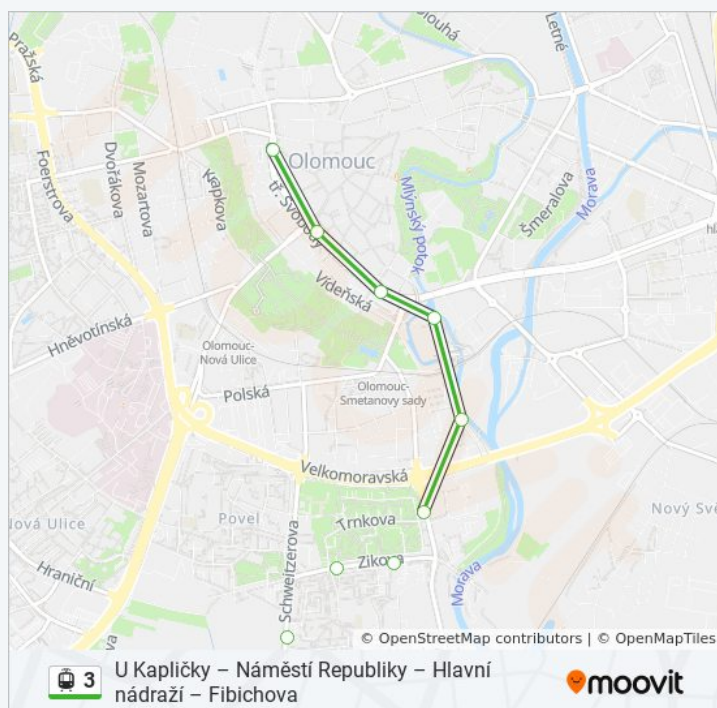 Pražská
Dlouhá
Letné
Foerstrova
Dvořákova
Mozartova
Krapkova
Olomouc
tř. Svobody
Mlýnský potok
Šmeralova
Morava
Vídeňská
Hněvotínská
Olomouc-
Nová Ulice
Polská
Olomouc-
Smetanovy sady
Velkomoravská
Nová Ulice
Povel
Trnkova
Nový Svě
Schweitzerova
Zikova
Hraniční
Morava
© OpenStreetMap contributors | © OpenMapTiles
3
U Kapličky – Náměstí Republiky – Hlavní
nádraží – Fibichova
moovit